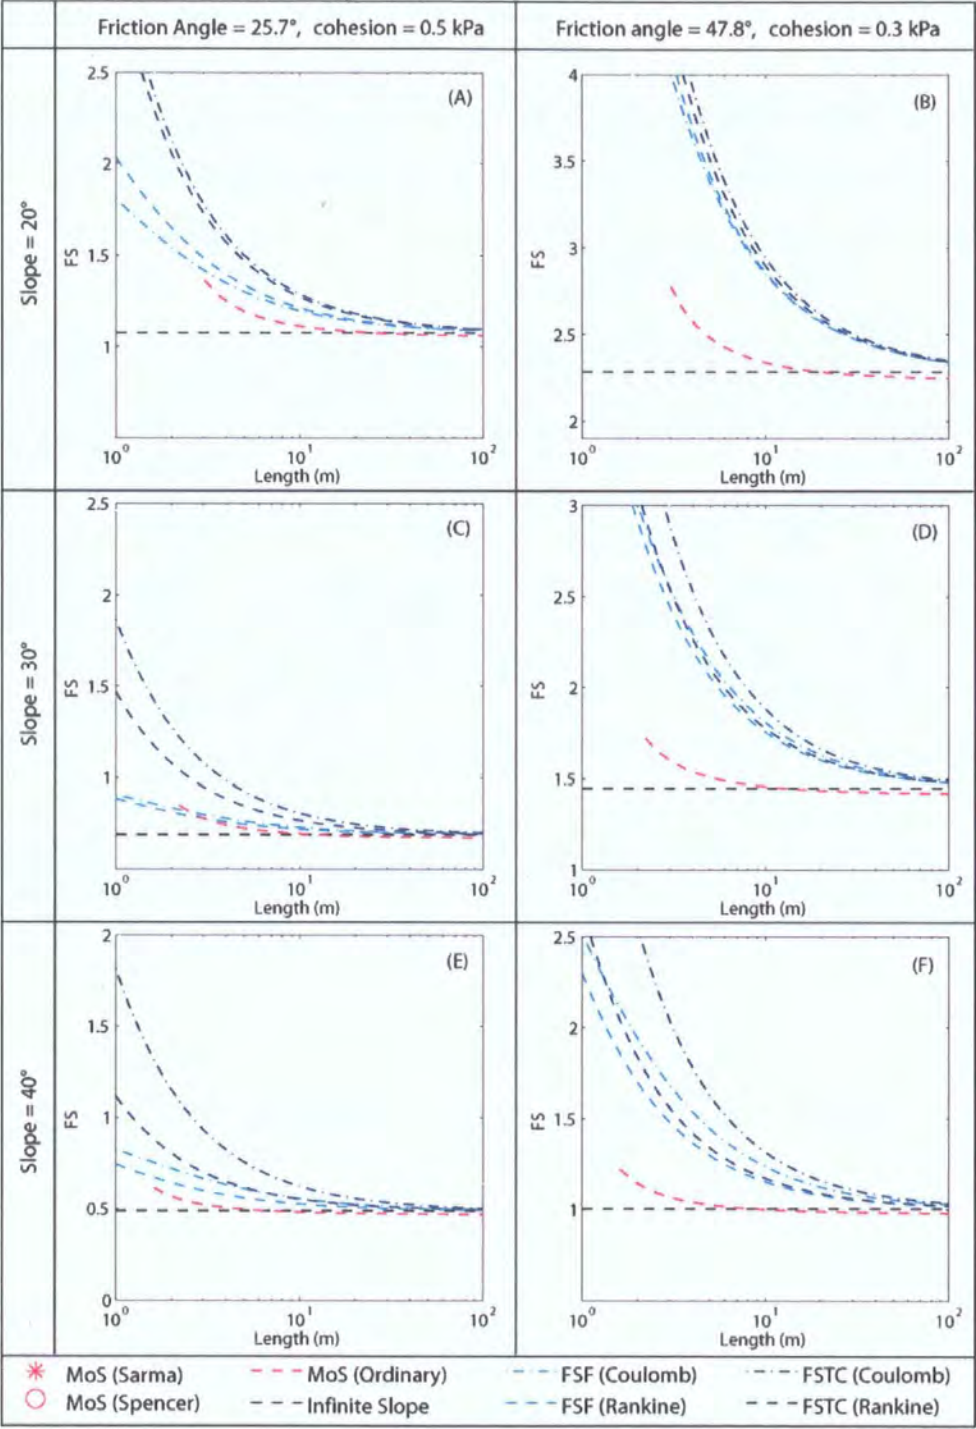 Friction Angle = 25.7°, cohesion = 0.5 kPa
Friction angle = 47.8°, cohesion = 0.3 kPa
Slope = 20°
FS
2.5
2
1.5
1
(A)
10⁰ 10¹ 10²
Length (m)
FS
4
3.5
3
2.5
2
(B)
10⁰ 10¹ 10²
Length (m)
Slope = 30°
FS
2.5
2
1.5
1
(C)
10⁰ 10¹ 10²
Length (m)
FS
3
2.5
2
1.5
1
(D)
10⁰ 10¹ 10²
Length (m)
Slope = 40°
FS
2
1.5
1
0.5
0
(E)
10⁰ 10¹ 10²
Length (m)
FS
2.5
2
1.5
1
(F)
10⁰ 10¹ 10²
Length (m)
MoS (Sarma) MoS (Ordinary) FSF (Coulomb) FSTC (Coulomb)
MoS (Spencer) Infinite Slope FSF (Rankine) FSTC (Rankine)